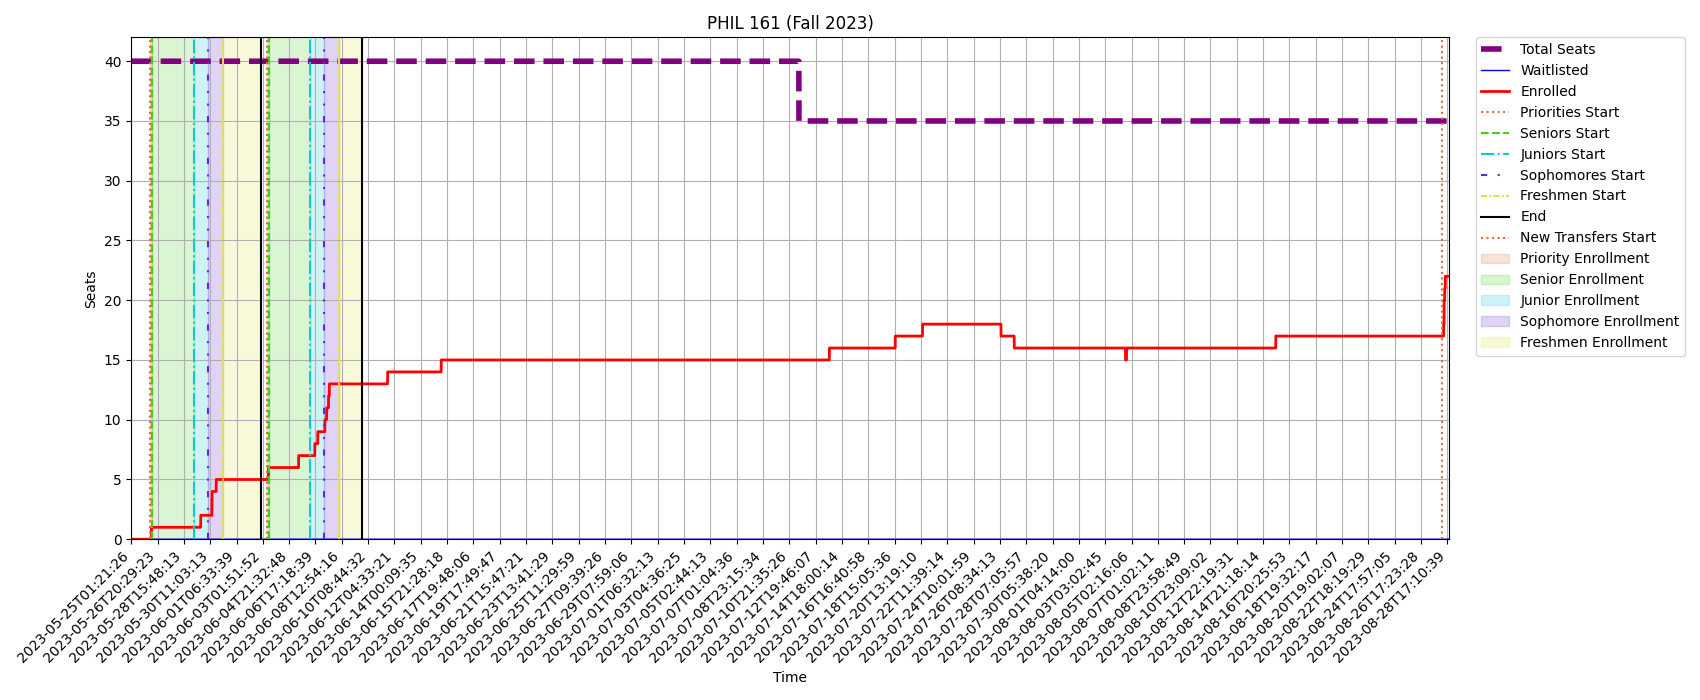 PHIL 161 (Fall 2023)
Seats
40
35
30
25
20
15
10
5
0
2023-05-25T01:21:26
2023-05-26T20:29:23
2023-05-28T15:48:13
2023-05-30T11:03:13
2023-06-01T06:33:39
2023-06-03T01:51:52
2023-06-04T21:32:48
2023-06-06T17:18:39
2023-06-08T12:54:16
2023-06-10T08:44:32
2023-06-12T04:33:21
2023-06-14T00:09:35
2023-06-15T21:28:18
2023-06-17T19:48:06
2023-06-19T17:49:47
2023-06-21T15:47:21
2023-06-23T13:41:29
2023-06-25T11:29:59
2023-06-27T09:39:26
2023-06-29T07:59:06
2023-07-01T06:32:13
2023-07-03T04:36:25
2023-07-05T02:44:13
2023-07-07T01:04:36
2023-07-08T23:15:34
2023-07-10T21:35:26
2023-07-12T19:46:07
2023-07-14T18:00:14
2023-07-16T16:40:58
2023-07-18T15:05:36
2023-07-20T13:19:10
2023-07-22T11:39:14
2023-07-24T10:01:59
2023-07-26T08:34:13
2023-07-28T07:05:57
2023-07-30T05:38:20
2023-08-01T04:14:00
2023-08-03T03:02:45
2023-08-05T02:16:06
2023-08-07T01:02:11
2023-08-08T23:58:49
2023-08-10T23:09:02
2023-08-12T22:19:31
2023-08-14T21:18:14
2023-08-16T20:25:53
2023-08-18T19:32:17
2023-08-20T19:02:07
2023-08-22T18:19:29
2023-08-24T17:57:05
2023-08-26T17:23:28
2023-08-28T17:10:39
Time
Total Seats
Waitlisted
Enrolled
Priorities Start
Seniors Start
Juniors Start
Sophomores Start
Freshmen Start
End
New Transfers Start
Priority Enrollment
Senior Enrollment
Junior Enrollment
Sophomore Enrollment
Freshmen Enrollment